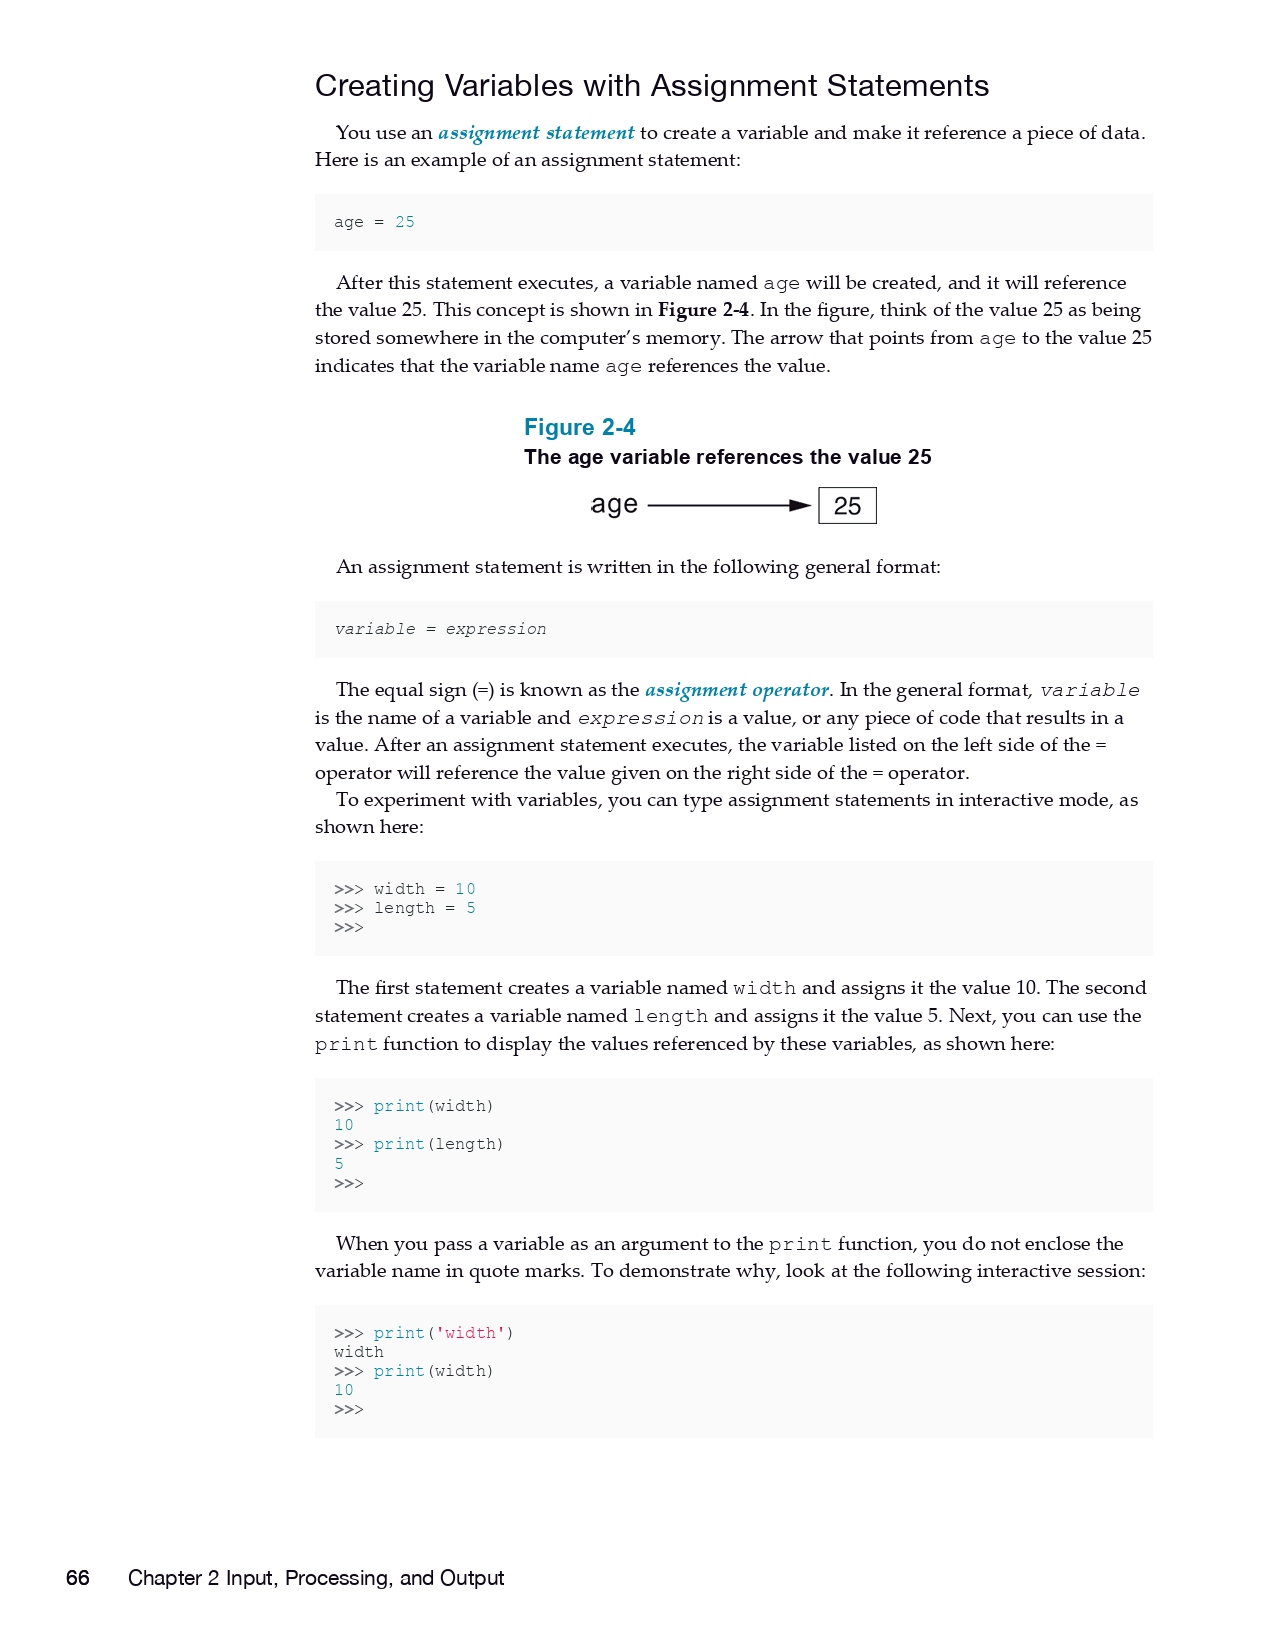 Creating Variables with Assignment Statements
You use an assignment statement to create a variable and make it reference a piece of data.
Here is an example of an assignment statement:
age = 25
After this statement executes, a variable named age will be created, and it will reference
the value 25. This concept is shown in Figure 2-4. In the figure, think of the value 25 as being
stored somewhere in the computer’s memory. The arrow that points from age to the value 25
indicates that the variable name age references the value.
Figure 2-4
The age variable references the value 25
age 25
An assignment statement is written in the following general format:
variable = expression
The equal sign (=) is known as the assignment operator. In the general format, variable
is the name of a variable and expression is a value, or any piece of code that results in a
value. After an assignment statement executes, the variable listed on the left side of the =
operator will reference the value given on the right side of the = operator.
To experiment with variables, you can type assignment statements in interactive mode, as
shown here:
>>> width = 10
>>> length = 5
>>>
The first statement creates a variable named width and assigns it the value 10. The second
statement creates a variable named length and assigns it the value 5. Next, you can use the
print function to display the values referenced by these variables, as shown here:
>>> print(width)
10
>>> print(length)
5
>>>
When you pass a variable as an argument to the print function, you do not enclose the
variable name in quote marks. To demonstrate why, look at the following interactive session:
>>> print('width')
width
>>> print(width)
10
>>>
66 Chapter 2 Input, Processing, and Output